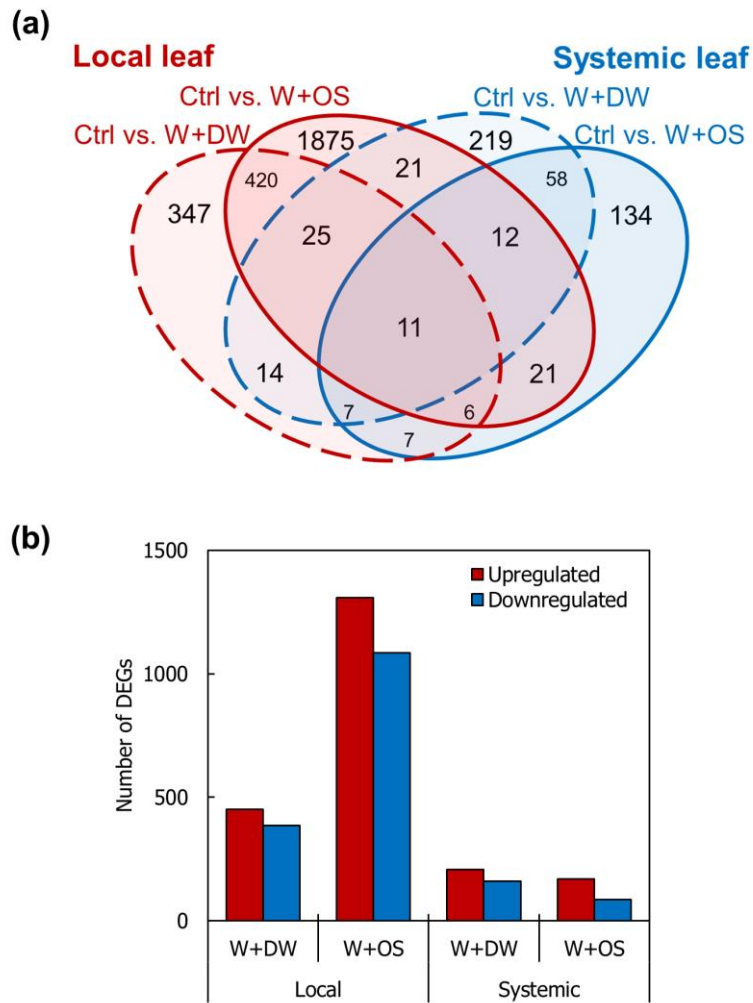 (a)
Local leaf
Systemic leaf
Ctrl vs. W+OS
Ctrl vs. W+DW
Ctrl vs. W+DW
Ctrl vs. W+OS
1875
21
219
420
58
347
25
12
134
11
14
21
7
6
7
(b)
1500
1000
500
0
Number of DEGs
Upregulated
Downregulated
W+DW
W+OS
W+DW
W+OS
Local
Systemic